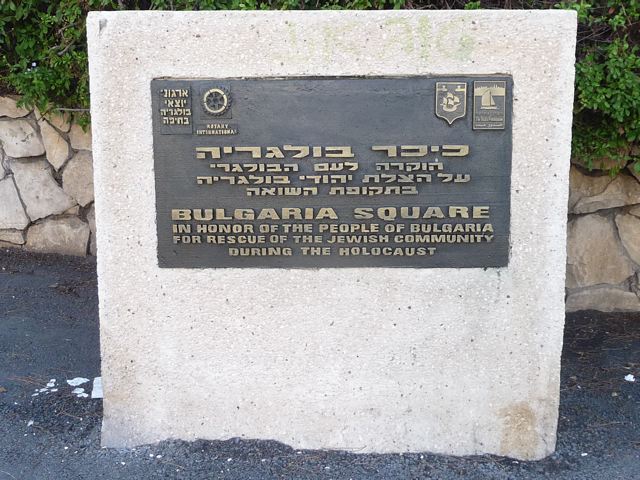 ארגון
יוצאי
בולגריה
בחיפה
ROTARY
INTERNATIONAL
כיכר בולגריה
הוקרה לעם הבולגרי
על הצלת יהודי בולגריה
בתקופת השואה
BULGARIA SQUARE
IN HONOR OF THE PEOPLE OF BULGARIA
FOR RESCUE OF THE JEWISH COMMUNITY
DURING THE HOLOCAUST